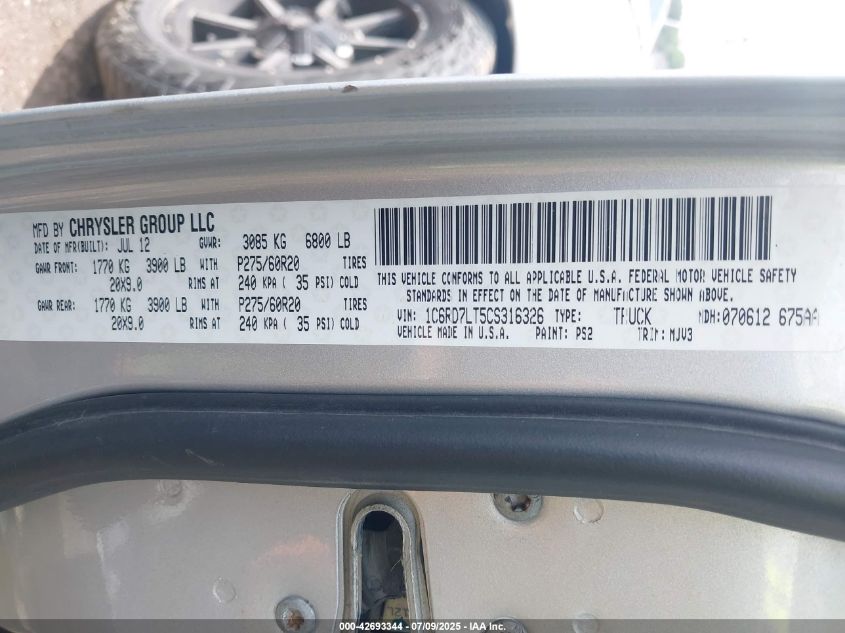 MFD BY CHRYSLER GROUP LLC
DATE OF MFR(BUILT): JUL 12 GVWR: 3085 KG 6800 LB
GAWR FRONT: 1770 KG 3900 LB WITH P275/60R20 TIRES
20X9.0 RIMS AT 240 KPA ( 35 PSI) COLD
GAWR REAR: 1770 KG 3900 LB WITH P275/60R20 TIRES
20X9.0 RIMS AT 240 KPA ( 35 PSI) COLD
THIS VEHICLE CONFORMS TO ALL APPLICABLE U.S.A. FEDERAL MOTOR VEHICLE SAFETY
STANDARDS IN EFFECT ON THE DATE OF MANUFACTURE SHOWN ABOVE.
VIN: 1C6RD7LT5CS316326 TYPE: TRUCK MDH:070612 675AA
VEHICLE MADE IN U.S.A. PAINT: PS2 TRIM: MJV3
000-42693344 | 07/09/2025 - IAA Inc.